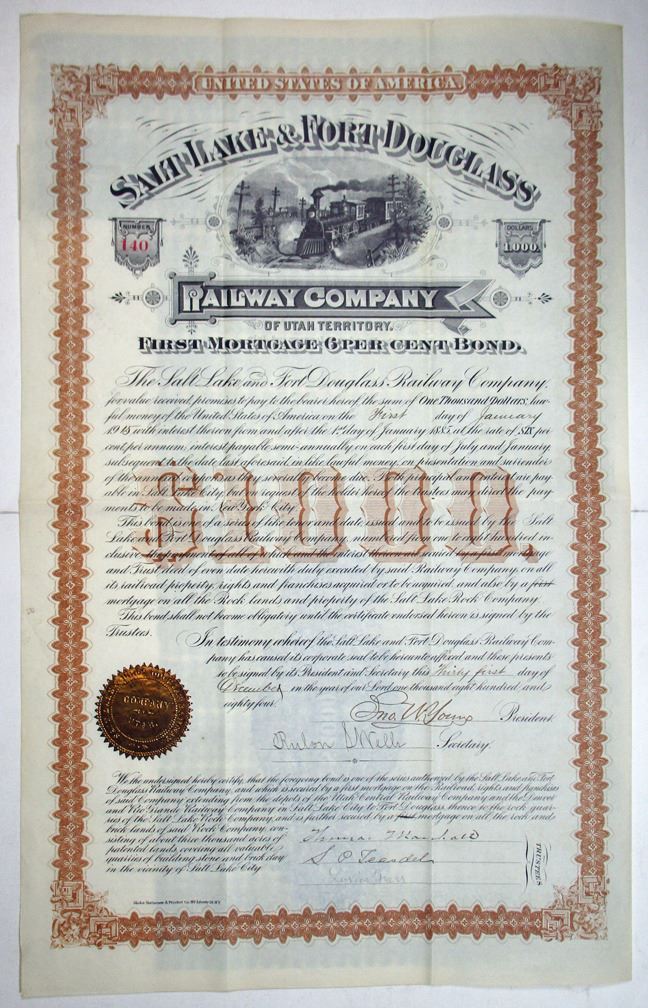 UNITED STATES OF AMERICA
SALT LAKE & FORT DOUGLASS
NUMBER
140
DOLLARS
1,000
RAILWAY COMPANY
OF UTAH TERRITORY.
FIRST MORTGAGE 6 PER CENT BOND.
The Salt Lake and Fort Douglass Railway Company,
for value received, promises to pay to the bearer hereof, the sum of One Thousand Dollars, law-
ful money of the United States of America on the First day of January
1915 with interest thereon from and after the 1st day of January 1885 at the rate of SIX per
cent per annum, interest payable semi-annually on each first day of July and January
subsequent to the date last aforesaid in like lawful money, on presentation and surrender
of the annexed coupons as they severally become due. Both principal and interest are pay-
able in Salt Lake City, but on request of the holder hereof the trustees may direct the pay-
ments to be made in New York City.
$1000.
This bond is one of a series of like tenor and date issued and to be issued by the Salt
Lake and Fort Douglass Railway Company, numbered from one to hundred in-
clusive. The payment of all of which and the interest thereon is secured by a first mortgage
and Trust deed of even date herewith duly executed by said Railway Company, on all
its railroad property, rights and franchises acquired or to be acquired, and also by a first
mortgage on all the Rock lands and property of the Salt Lake Rock Company.
This bond shall not become obligatory until the certificate endorsed hereon is signed by the
Trustees.
In testimony whereof the Salt Lake and Fort Douglass Railway Com-
pany has caused its corporate seal to be hereunto affixed and these presents
to be signed by its President and Secretary this Thirty first day of
December in the year of our Lord one thousand eight hundred and
eighty four.
Jno W. Young President
COMPANY
UTAH
Rulon S Wells Secretary.
We the undersigned hereby certify, that the foregoing bond is one of the series authorized by the Salt Lake and Fort
Douglass Railway Company, and which is secured by a first mortgage on the Railroad, rights and franchises
of said Company extending from the depots of the Utah Central Railway Company and the Denver
and Rio Grande Railway Company in Salt Lake City to Fort Douglass thence to the rock quar-
ries of the Salt Lake Rock Company, and is further secured by a first mortgage on all the rock and
brick lands of said Rock Company, con-
sisting of about three thousand acres of
patented lands, covering all valuable
quarries of building stone and brick clay
in the vicinity of Salt Lake City.
Thomas Marshall
S. P. Teasdel
TRUSTEES